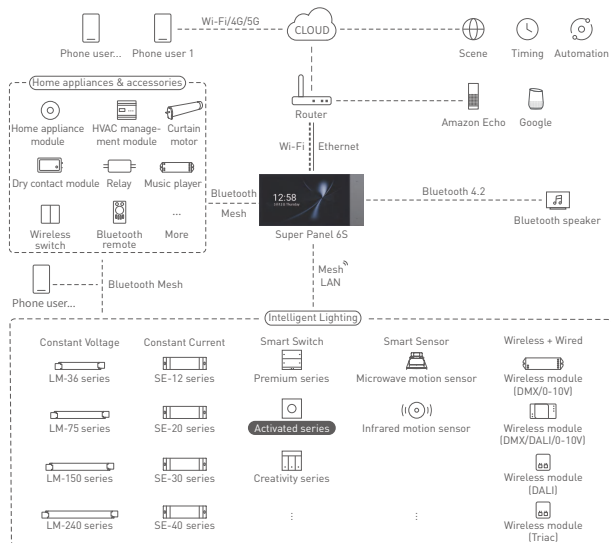 Wi-Fi/4G/5G
CLOUD
Phone user... Phone user 1
Scene Timing Automation
Home appliances & accessories
Router
Amazon Echo Google
Home appliance
module
HVAC manage-
ment module
Curtain
motor
Wi-Fi Ethernet
Dry contact module Relay Music player
Bluetooth
Mesh
12:58
Bluetooth 4.2
Super Panel 6S
Bluetooth speaker
Wireless
switch
Bluetooth
remote
...
More
Phone user...
Bluetooth Mesh
Mesh
LAN
Intelligent Lighting
Constant Voltage Constant Current Smart Switch Smart Sensor Wireless + Wired
LM-36 series SE-12 series Premium series Microwave motion sensor Wireless module
(DMX/0-10V)
LM-75 series SE-20 series Activated series Infrared motion sensor Wireless module
(DMX/DALI/0-10V)
LM-150 series SE-30 series Creativity series Wireless module
(DALI)
LM-240 series SE-40 series Wireless module
(Triac)